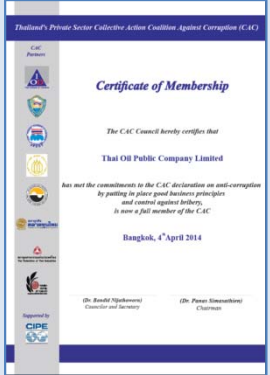 Thailand's Private Sector Collective Action Coalition Against Corruption (CAC)
CAC
Partners
Certificate of Membership
The CAC Council hereby certifies that
Thai Oil Public Company Limited
has met the commitments to the CAC declaration on anti-corruption
by putting in place good business principles
and control against bribery,
is now a full member of the CAC
Bangkok, 4th April 2014
(Dr. Bandid Nijathaworn)
Councilor and Secretary
(Dr. Panas Simasathien)
Chairman
Supported by
CIPE